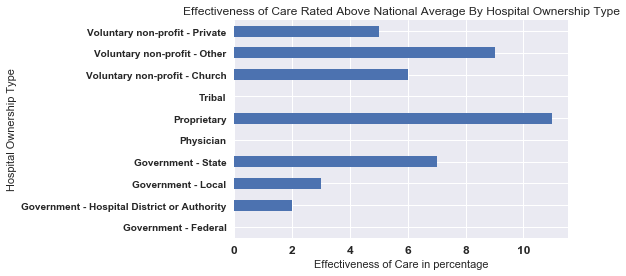 Effectiveness of Care Rated Above National Average By Hospital Ownership Type
Voluntary non-profit - Private
Voluntary non-profit - Other
Voluntary non-profit - Church
Tribal
Proprietary
Physician
Government - State
Government - Local
Government - Hospital District or Authority
Government - Federal
Hospital Ownership Type
0 2 4 6 8 10
Effectiveness of Care in percentage